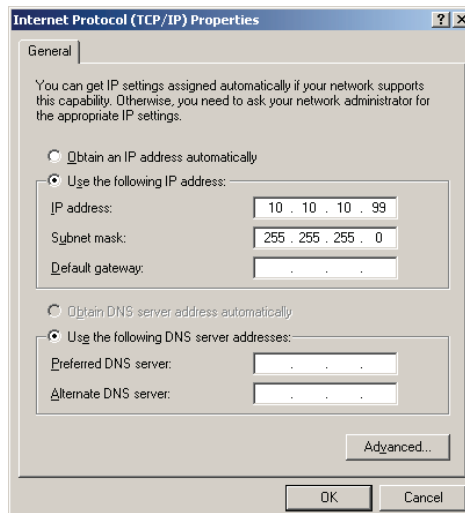 Internet Protocol (TCP/IP) Properties
General
You can get IP settings assigned automatically if your network supports
this capability. Otherwise, you need to ask your network administrator for
the appropriate IP settings.
Obtain an IP address automatically
Use the following IP address:
IP address: 10 . 10 . 10 . 99
Subnet mask: 255 . 255 . 255 . 0
Default gateway: . . .
Obtain DNS server address automatically
Use the following DNS server addresses:
Preferred DNS server: . . .
Alternate DNS server: . . .
Advanced...
OK Cancel